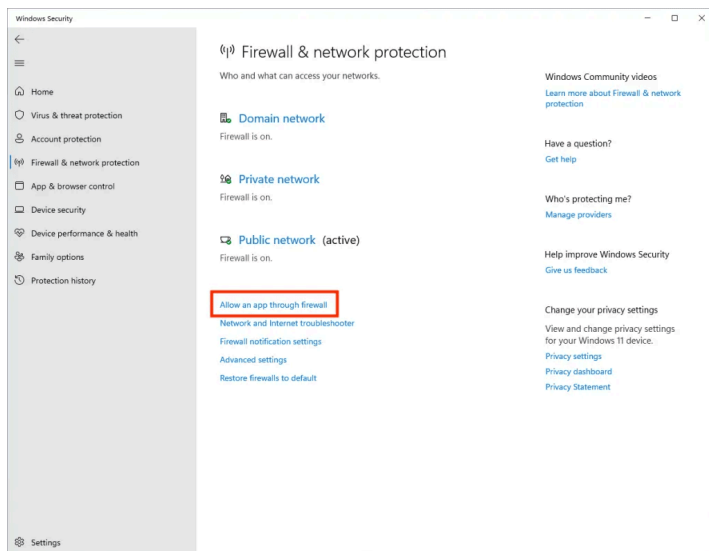 Windows Security
Home
Virus & threat protection
Account protection
Firewall & network protection
App & browser control
Device security
Device performance & health
Family options
Protection history
Settings
Firewall & network protection
Who and what can access your networks.
Domain network
Firewall is on.
Private network
Firewall is on.
Public network (active)
Firewall is on.
Allow an app through firewall
Network and Internet troubleshooter
Firewall notification settings
Advanced settings
Restore firewalls to default
Windows Community videos
Learn more about Firewall & network
protection
Have a question?
Get help
Who's protecting me?
Manage providers
Help improve Windows Security
Give us feedback
Change your privacy settings
View and change privacy settings
for your Windows 11 device.
Privacy settings
Privacy dashboard
Privacy Statement